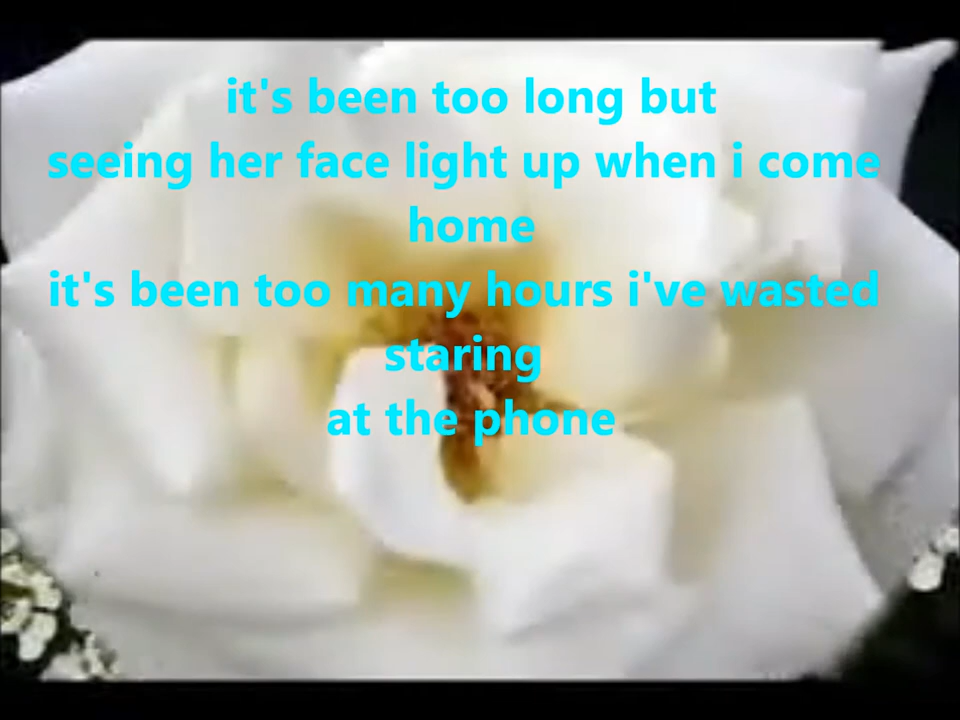 it's been too long but
seeing her face light up when i come
home
it's been too many hours i've wasted
staring
at the phone